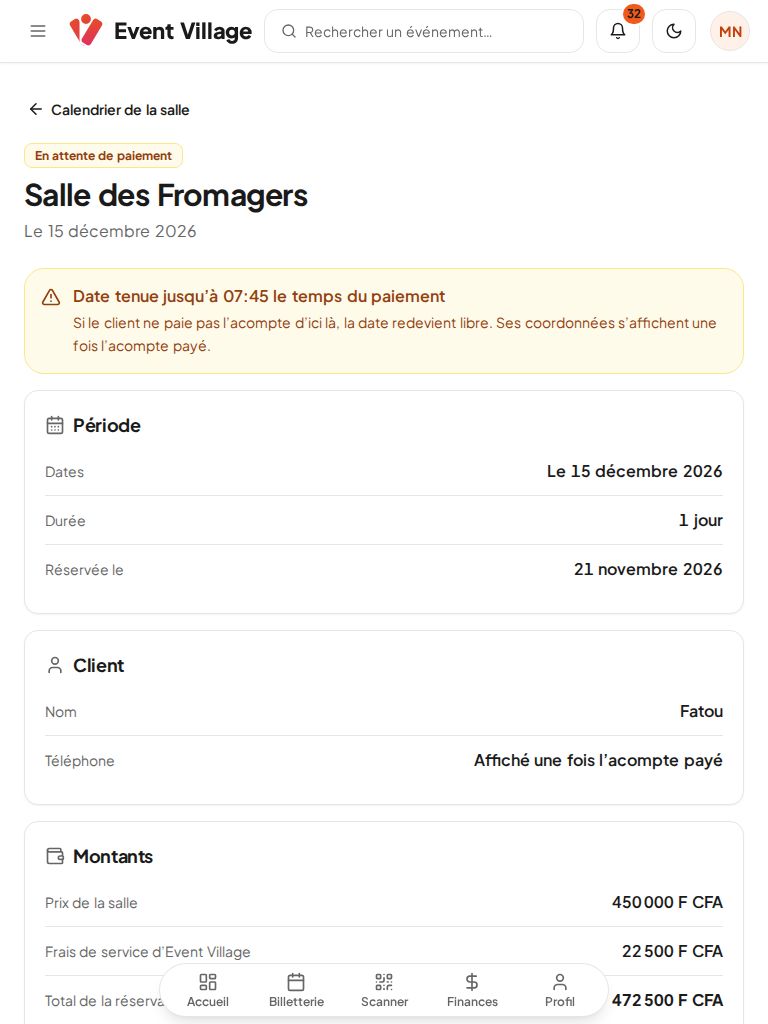 Event Village
Rechercher un événement…
32
MN
Calendrier de la salle
En attente de paiement
Salle des Fromagers
Le 15 décembre 2026
Date tenue jusqu’à 07:45 le temps du paiement
Si le client ne paie pas l’acompte d’ici là, la date redevient libre. Ses coordonnées s’affichent une
fois l’acompte payé.
Période
Dates Le 15 décembre 2026
Durée 1 jour
Réservée le 21 novembre 2026
Client
Nom Fatou
Téléphone Affiché une fois l’acompte payé
Montants
Prix de la salle 450 000 F CFA
Frais de service d’Event Village 22 500 F CFA
Total de la 472 500 F CFA
Accueil Billetterie Scanner Finances Profil